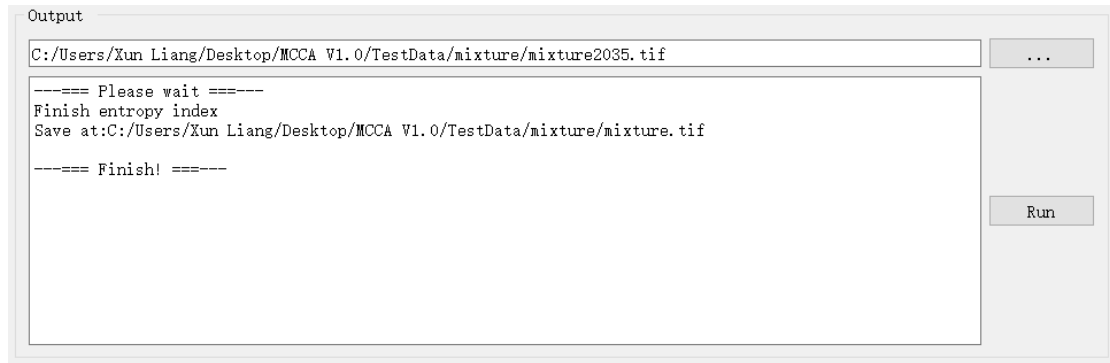 Output
C:/Users/Xun Liang/Desktop/MCCA V1.0/TestData/mixture/mixture2035.tif
...
---=== Please wait ===---
Finish entropy index
Save at:C:/Users/Xun Liang/Desktop/MCCA V1.0/TestData/mixture/mixture.tif
---=== Finish! ===---
Run